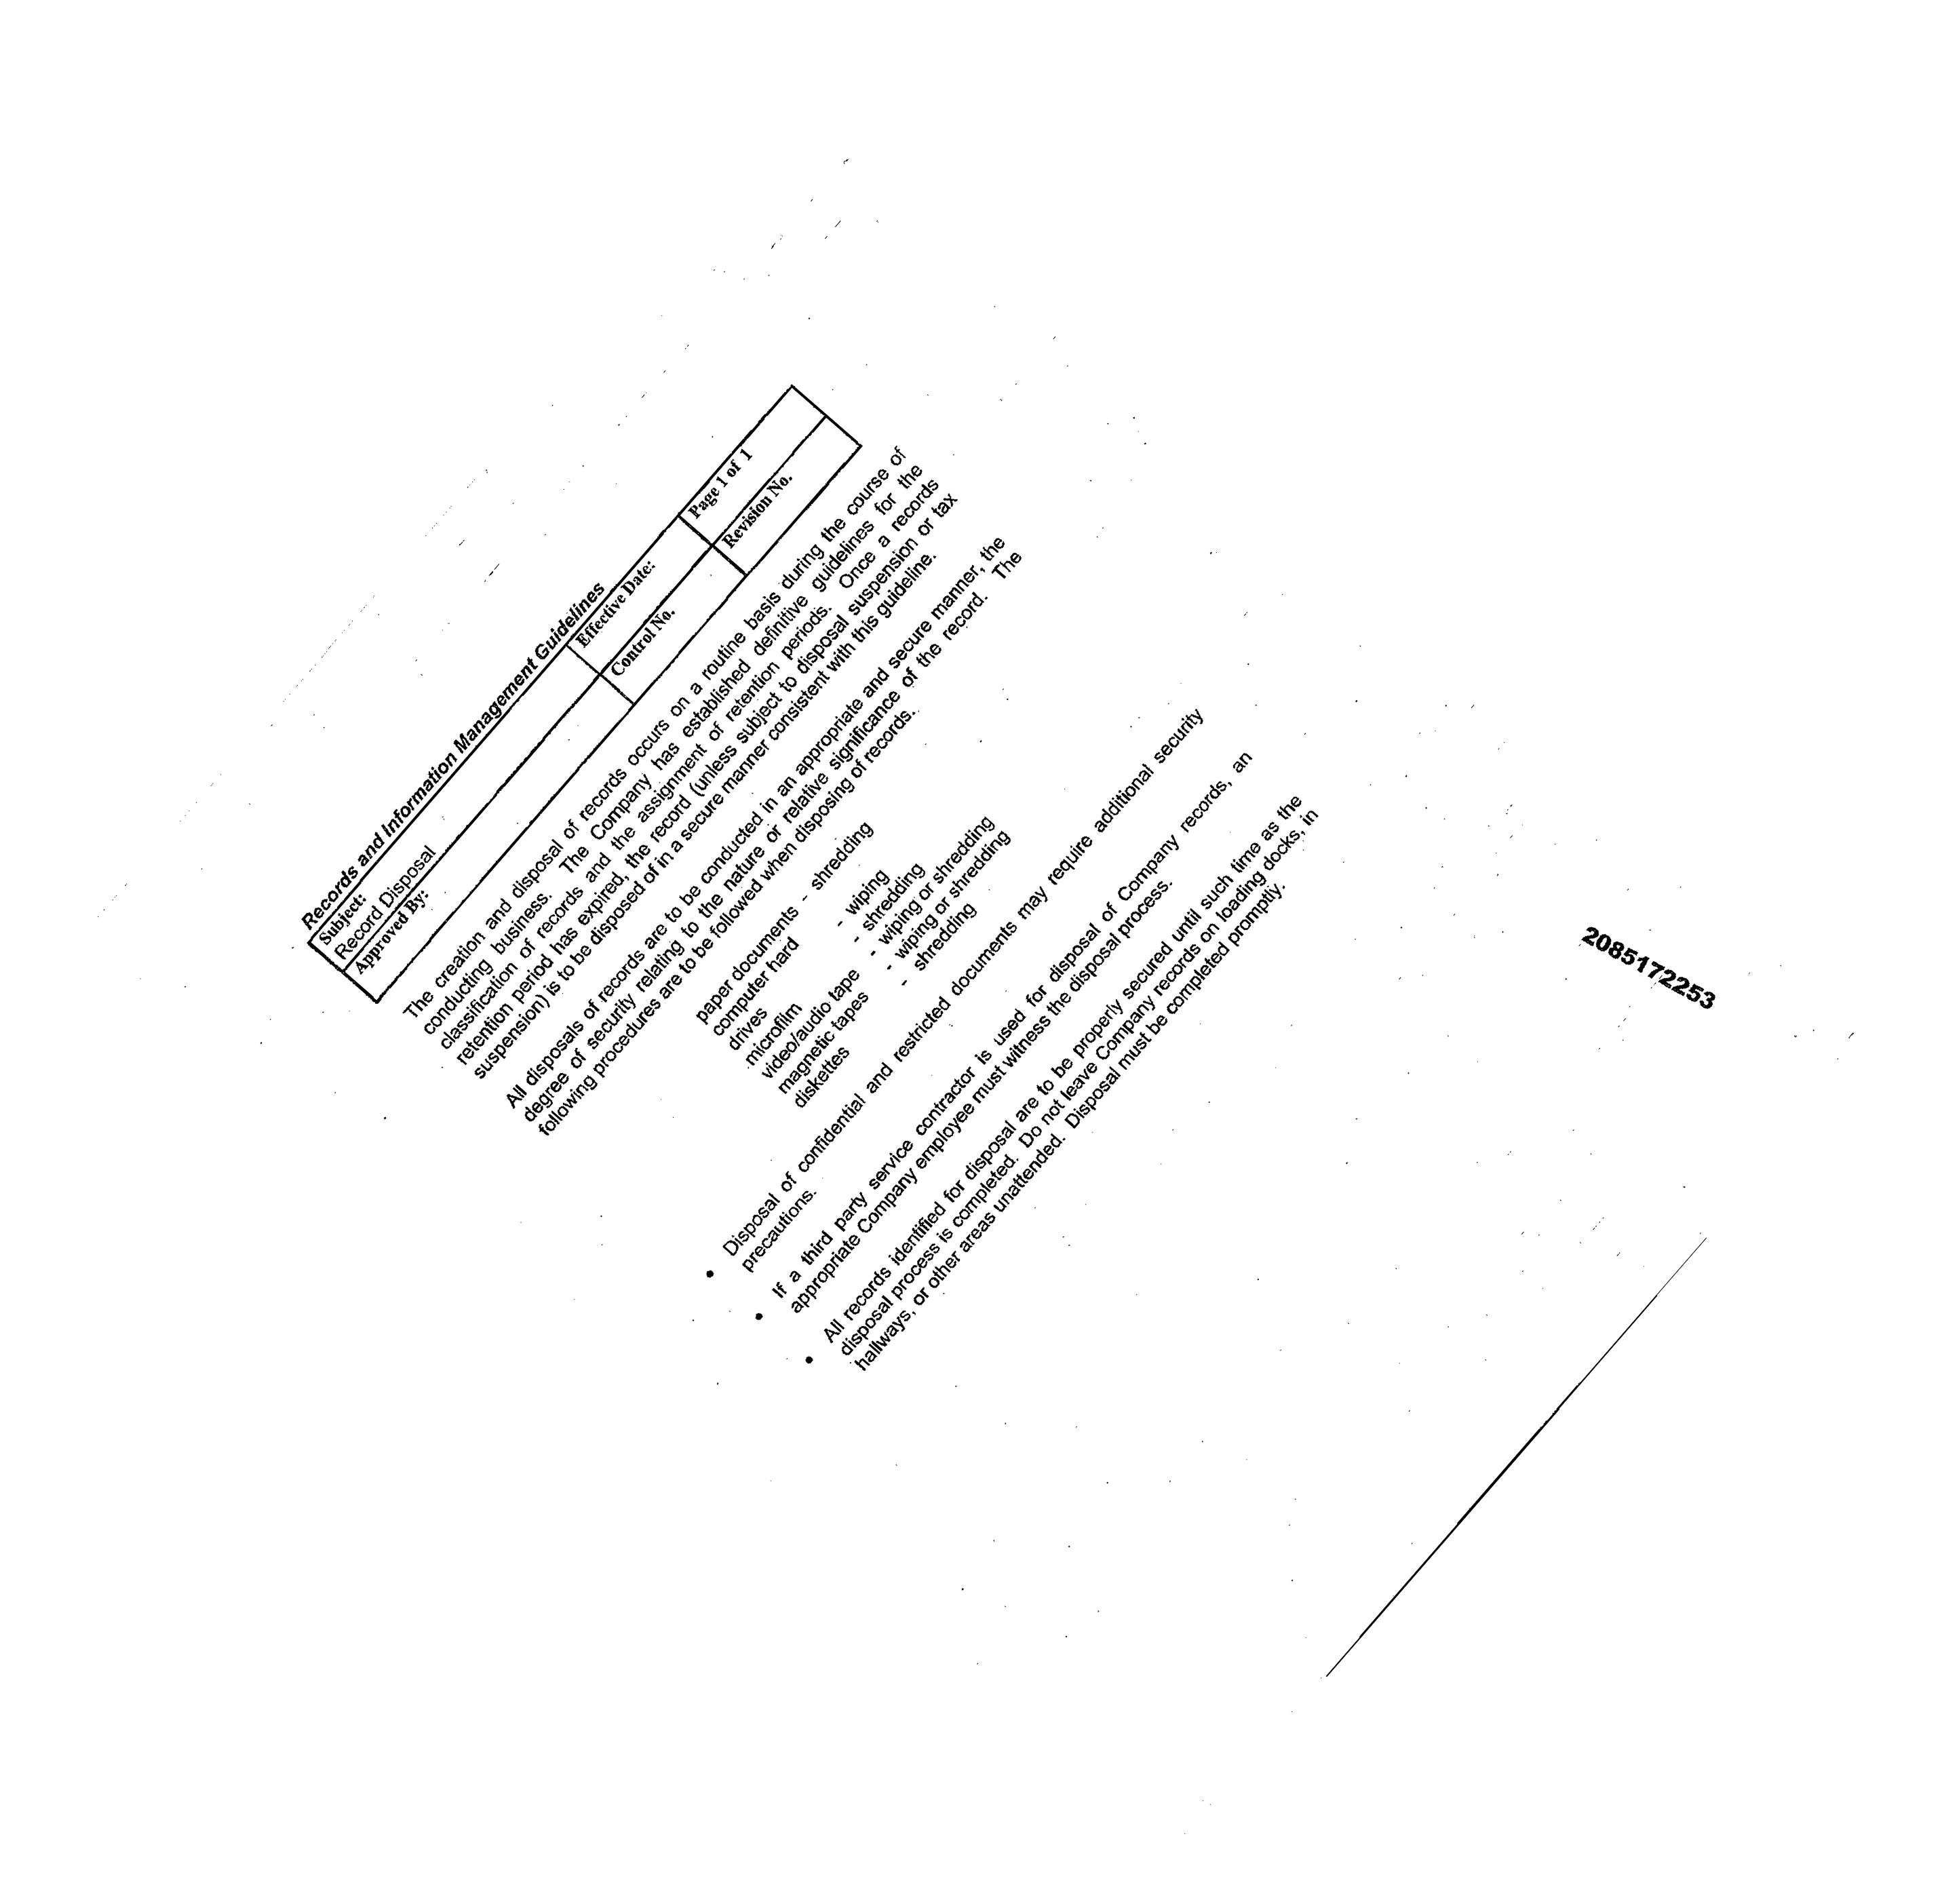 Records and Information Management Guidelines
Subject:
Record Disposal
Effective Date:
Page 1 of 1
Approved By:
Control No.
Revision No.
The creation and disposal of records occurs on a routine basis during the course of
conducting business. The Company has established definitive guidelines for the
classification of records and the assignment of retention periods. Once a records
retention period has expired, the record (unless subject to disposal suspension or tax
suspension) is to be disposed of in a secure manner consistent with this guideline.
All disposals of records are to be conducted in an appropriate and secure manner, the
degree of security relating to the nature or relative significance of the record. The
following procedures are to be followed when disposing of records.
paper documents - shredding
computer hard - wiping
drives
microfilm - shredding
video/audio tape - wiping or shredding
magnetic tapes - wiping or shredding
diskettes - shredding
• Disposal of confidential and restricted documents may require additional security
precautions.
• If a third party service contractor is used for disposal of Company records, an
appropriate Company employee must witness the disposal process.
• All records identified for disposal are to be properly secured until such time as the
disposal process is completed. Do not leave Company records on loading docks, in
hallways, or other areas unattended. Disposal must be completed promptly.
2085172253